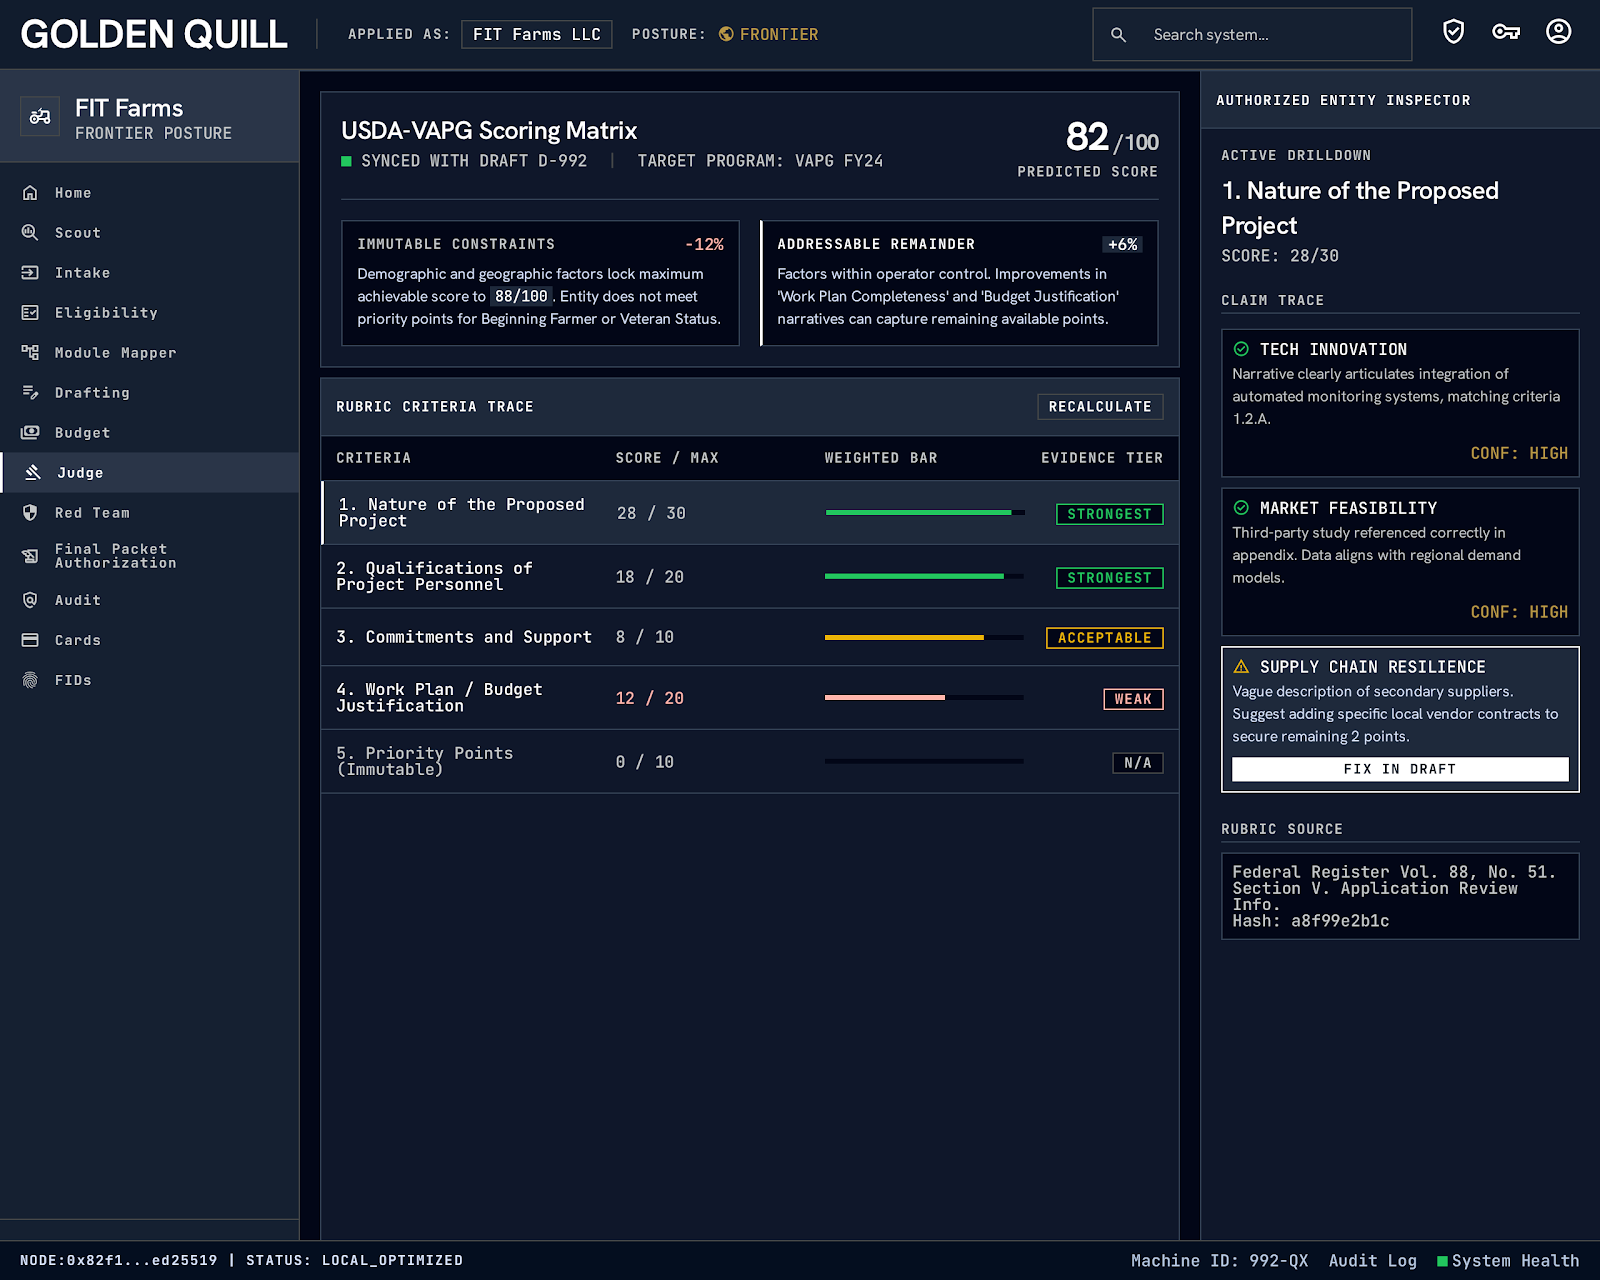 GOLDEN QUILL
APPLIED AS: FIT Farms LLC POSTURE: FRONTIER
Search system...
FIT Farms
FRONTIER POSTURE
Home
Scout
Intake
Eligibility
Module Mapper
Drafting
Budget
Judge
Red Team
Final Packet
Authorization
Audit
Cards
FIDs
USDA-VAPG Scoring Matrix
SYNCED WITH DRAFT D-992 | TARGET PROGRAM: VAPG FY24
82/100
PREDICTED SCORE
IMMUTABLE CONSTRAINTS -12%
Demographic and geographic factors lock maximum
achievable score to 88/100. Entity does not meet
priority points for Beginning Farmer or Veteran Status.
ADDRESSABLE REMAINDER +6%
Factors within operator control. Improvements in
'Work Plan Completeness' and 'Budget Justification'
narratives can capture remaining available points.
RUBRIC CRITERIA TRACE RECALCULATE
CRITERIA SCORE / MAX WEIGHTED BAR EVIDENCE TIER
1. Nature of the Proposed
Project
28 / 30 STRONGEST
2. Qualifications of
Project Personnel
18 / 20 STRONGEST
3. Commitments and Support 8 / 10 ACCEPTABLE
4. Work Plan / Budget
Justification
12 / 20 WEAK
5. Priority Points
(Immutable)
0 / 10 N/A
AUTHORIZED ENTITY INSPECTOR
ACTIVE DRILLDOWN
1. Nature of the Proposed
Project
SCORE: 28/30
CLAIM TRACE
TECH INNOVATION
Narrative clearly articulates integration of
automated monitoring systems, matching criteria
1.2.A.
CONF: HIGH
MARKET FEASIBILITY
Third-party study referenced correctly in
appendix. Data aligns with regional demand
models.
CONF: HIGH
SUPPLY CHAIN RESILIENCE
Vague description of secondary suppliers.
Suggest adding specific local vendor contracts to
secure remaining 2 points.
FIX IN DRAFT
RUBRIC SOURCE
Federal Register Vol. 88, No. 51.
Section V. Application Review
Info.
Hash: a8f99e2b1c
NODE:0x82f1...ed25519 | STATUS: LOCAL_OPTIMIZED
Machine ID: 992-QX Audit Log System Health